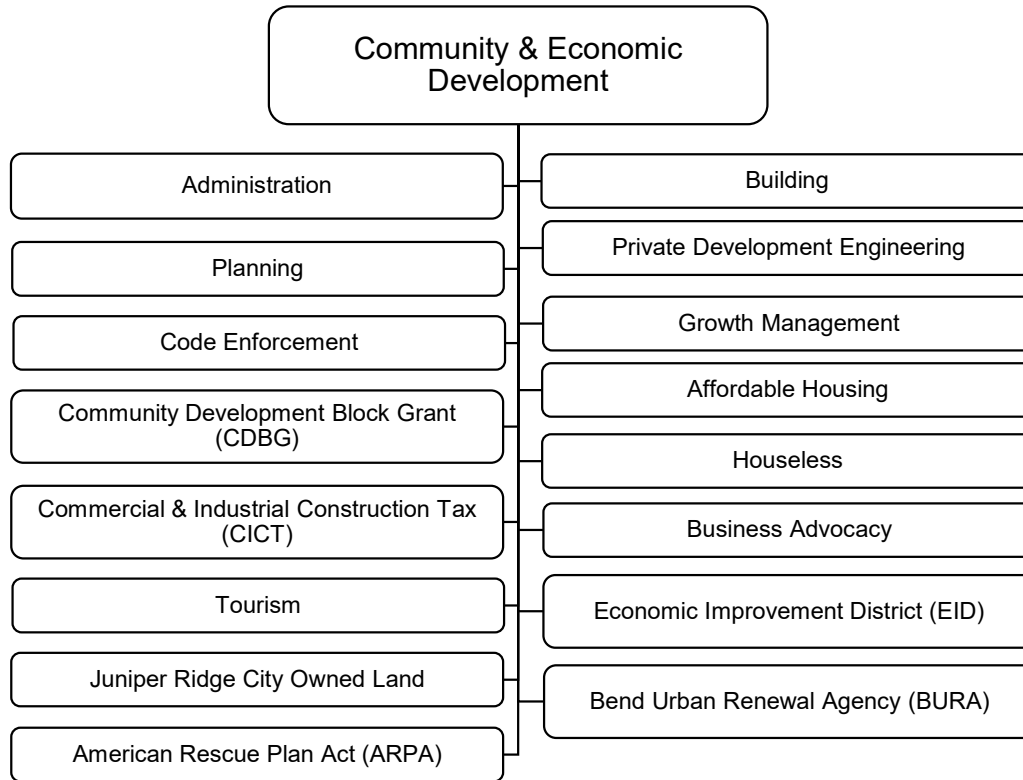 Community & Economic
Development
Administration
Building
Planning
Private Development Engineering
Code Enforcement
Growth Management
Community Development Block Grant
(CDBG)
Affordable Housing
Commercial & Industrial Construction Tax
(CICT)
Houseless
Tourism
Business Advocacy
Juniper Ridge City Owned Land
Economic Improvement District (EID)
American Rescue Plan Act (ARPA)
Bend Urban Renewal Agency (BURA)